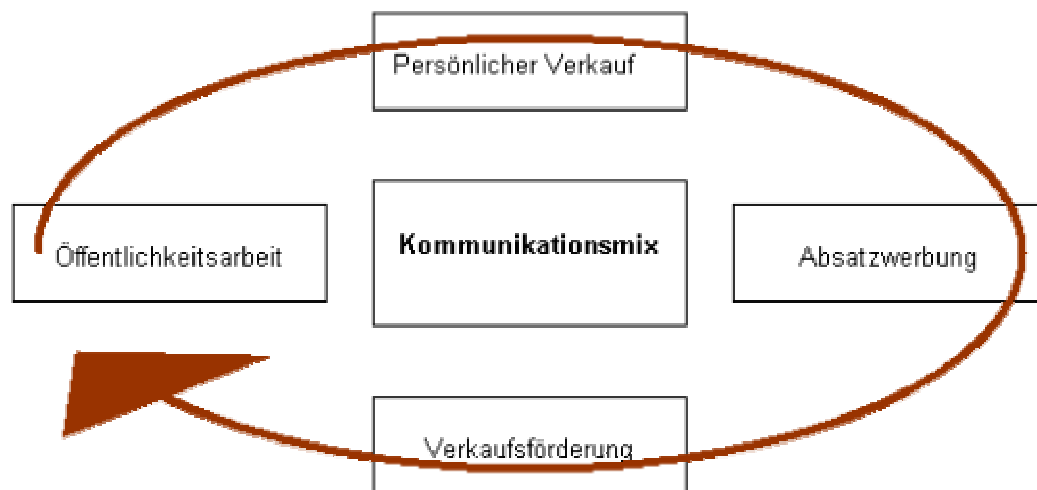 Persönlicher Verkauf
Öffentlichkeitsarbeit
Kommunikationsmix
Absatzwerbung
Verkaufsförderung